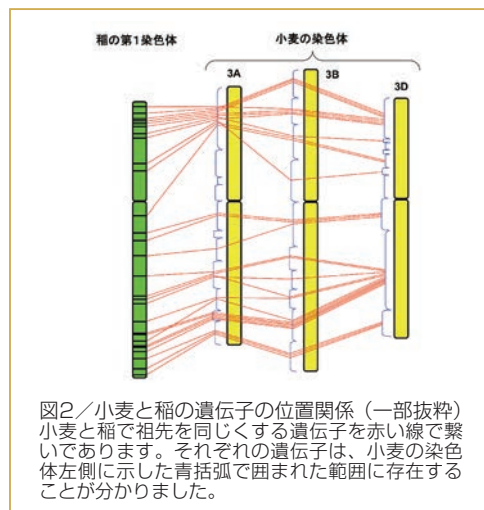 稲の第1染色体
小麦の染色体
3A
3B
3D
図2／小麦と稲の遺伝子の位置関係（一部抜粋）
小麦と稲で祖先を同じくする遺伝子を赤い線で繋
いであります。それぞれの遺伝子は、小麦の染色
体左側に示した青括弧で囲まれた範囲に存在する
ことが分かりました。